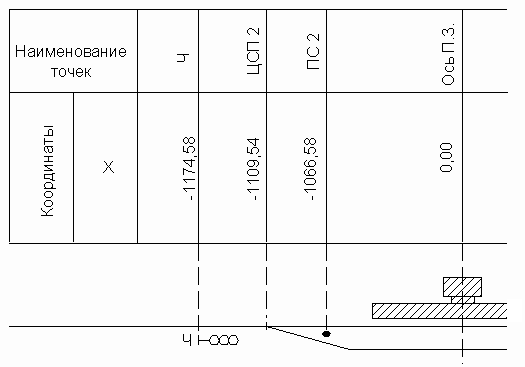 Наименование
точек
Ч
ЦСП 2
ПС 2
Ось П.З.
Координаты
Х
-1174,58
-1109,54
-1066,58
0,00
Ч